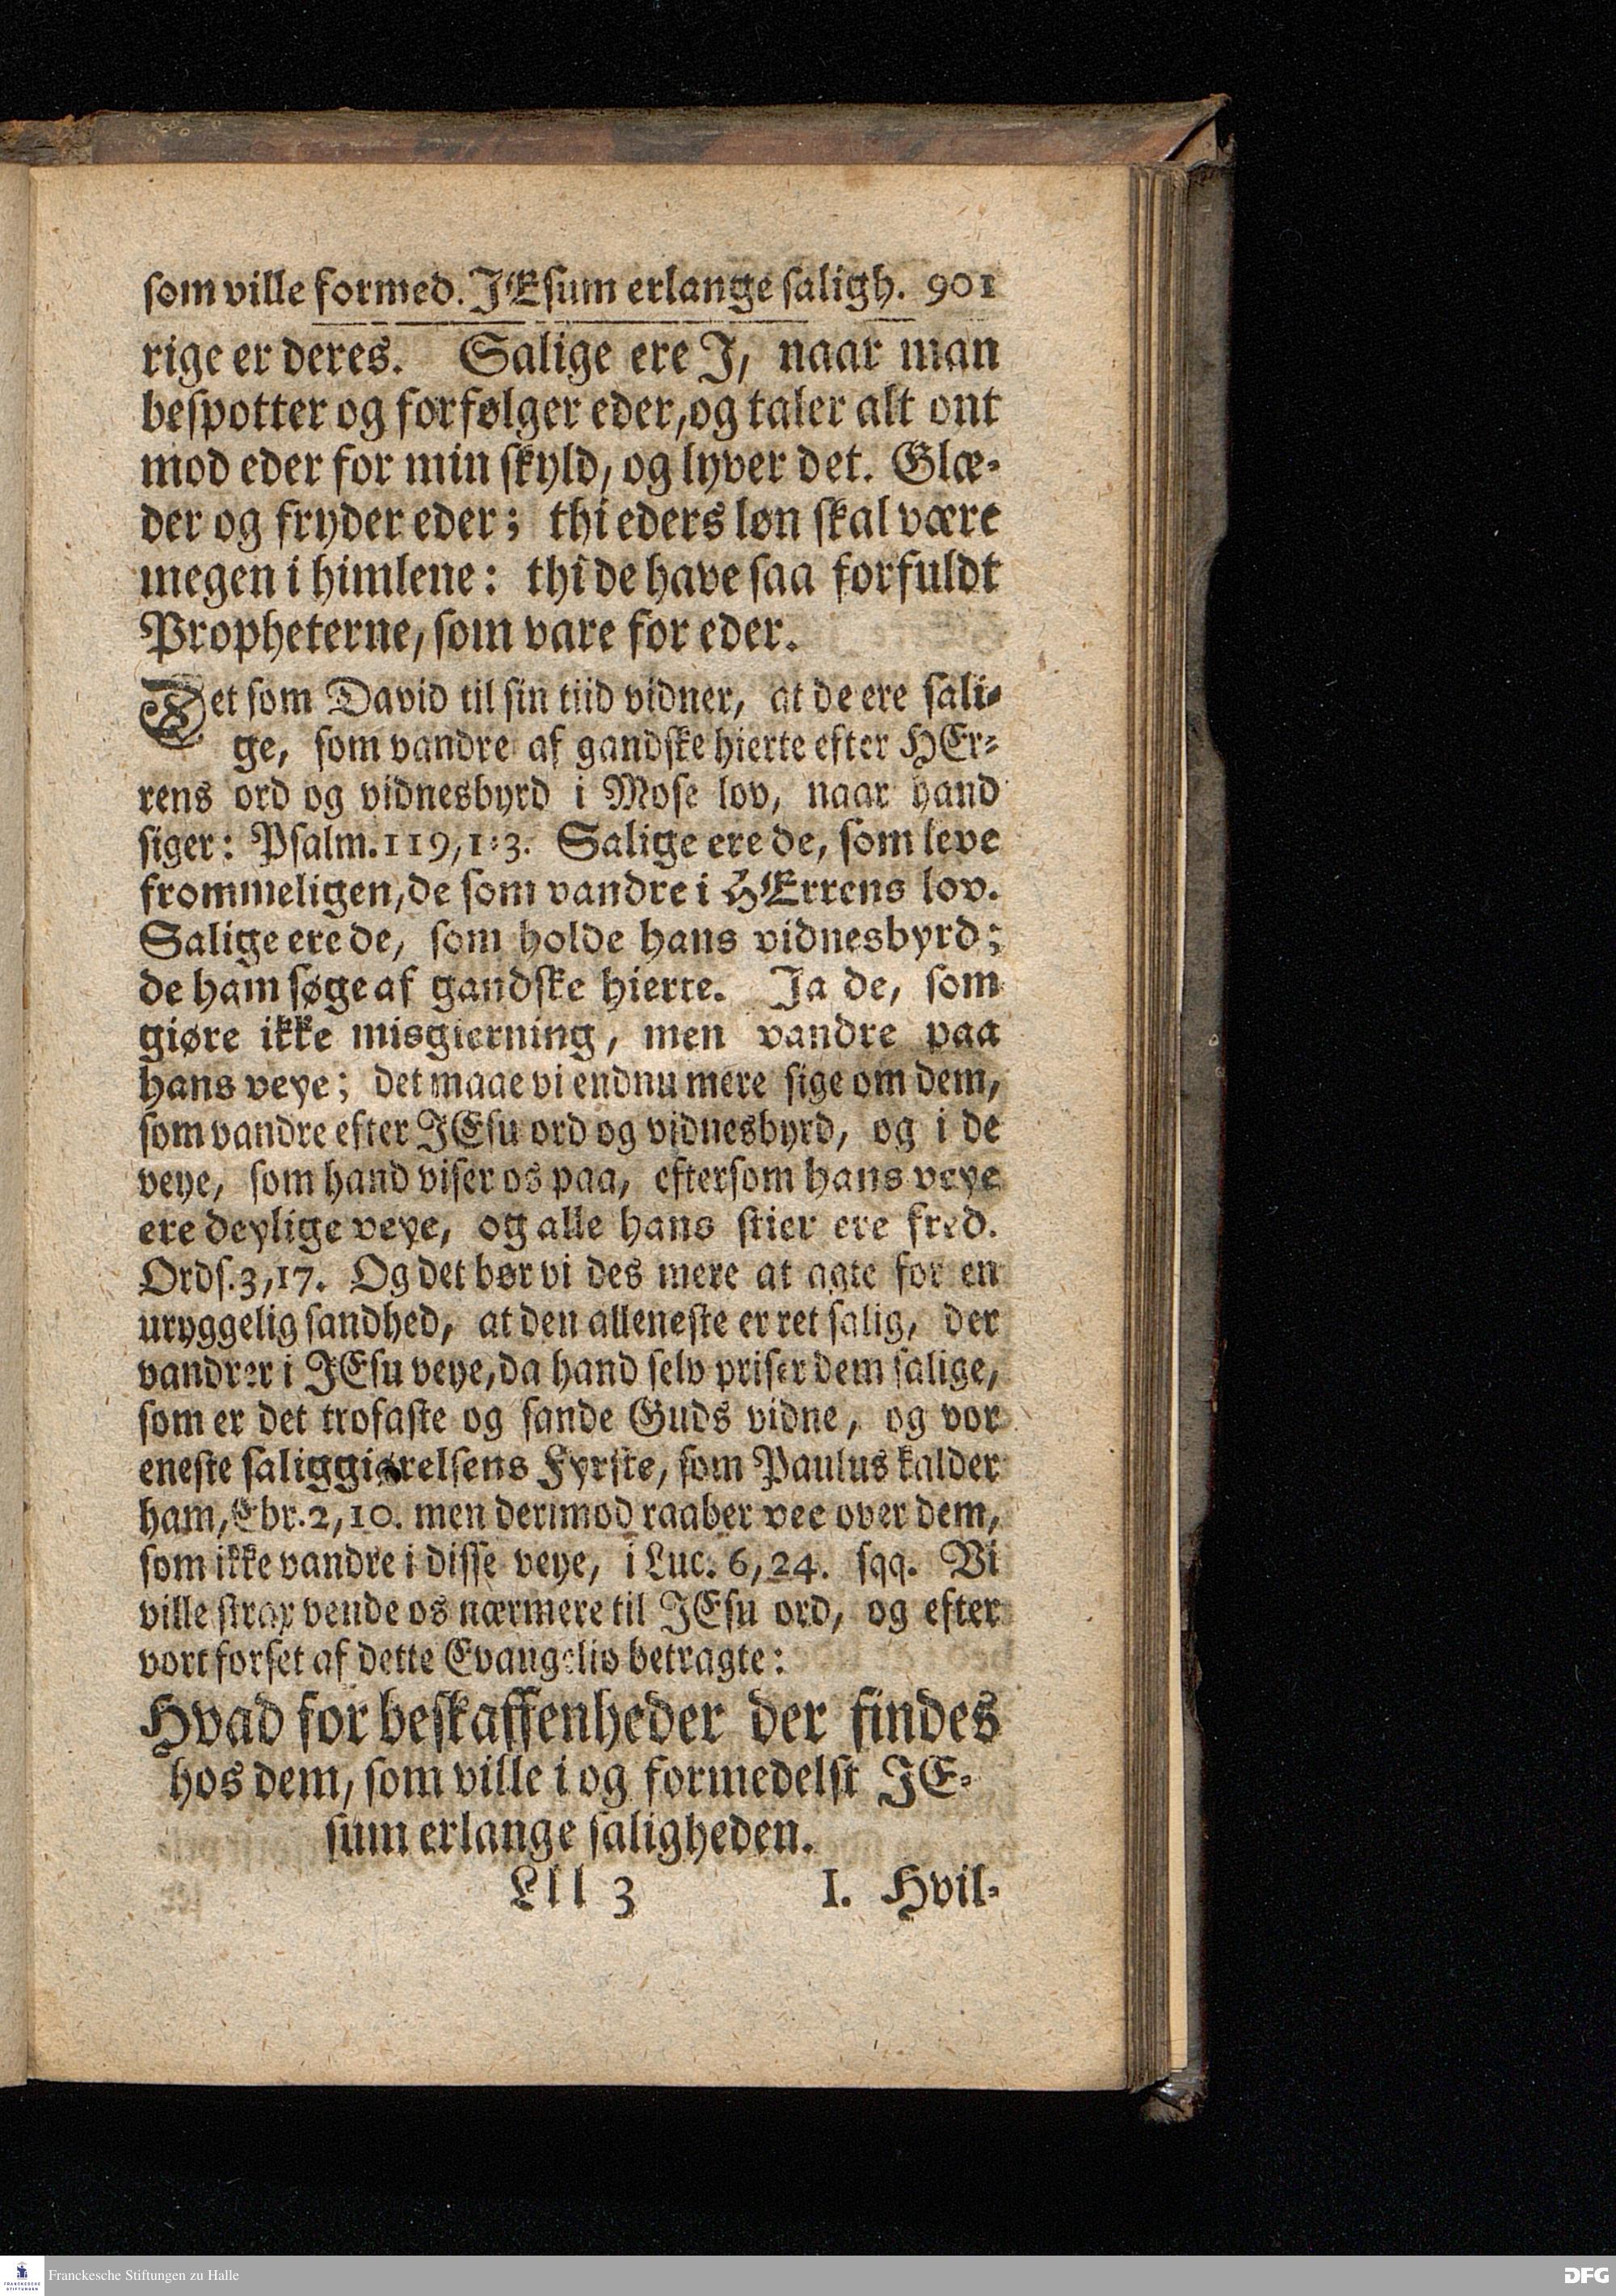 som ville formed. JEsum erlange saligh. 901
rige er deres. Salige ere J, naar man
bespotter og forfølger eder, og taler alt ont
mod eder for min skyld, og lyver det. Glæ-
der og fryder eder; thi eders løn skal være
megen i himlene: thi de have saa forfuldt
Propheterne, som vare for eder.
Det som David til sin tiid vidner, at de ere sali-
ge, som vandre af gandske hierte efter HEr-
rens ord og vidnesbyrd i Mose lov, naar hand
siger: Psalm. 119, 1-3. Salige ere de, som leve
frommeligen, de som vandre i HErrens lov.
Salige ere de, som holde hans vidnesbyrd;
de ham søge af gandske hierte. Ja de, som
giøre ikke misgierning, men vandre paa
hans veye; det maae vi endnu mere sige om dem,
som vandre efter JEsu ord og vidnesbyrd, og i de
veye, som hand viser os paa, eftersom hans veye
ere deylige veye, og alle hans stier ere fred.
Ords. 3, 17. Og det bør vi des mere at agte for en
uryggelig sandhed, at den alleneste er ret salig, der
vandrer i JEsu veye, da hand selv priser dem salige,
som er det trofaste og sande Guds vidne, og vor
eneste saliggiørelsens Fyrste, som Paulus kalder
ham, Ebr. 2, 10. men dermod raaber vee over dem,
som ikke vandre i disse veye, i Luc. 6, 24. sqq. Vi
ville strax vende os nærmere til JEsu ord, og efter
vort forset af dette Evangelio betragte:
Hvad for beskaffenheder der findes
hos dem, som ville i og formedelst JE-
sum erlange saligheden.
Lll 3 I. Hvil-
Franckesche Stiftungen zu Halle
DFG